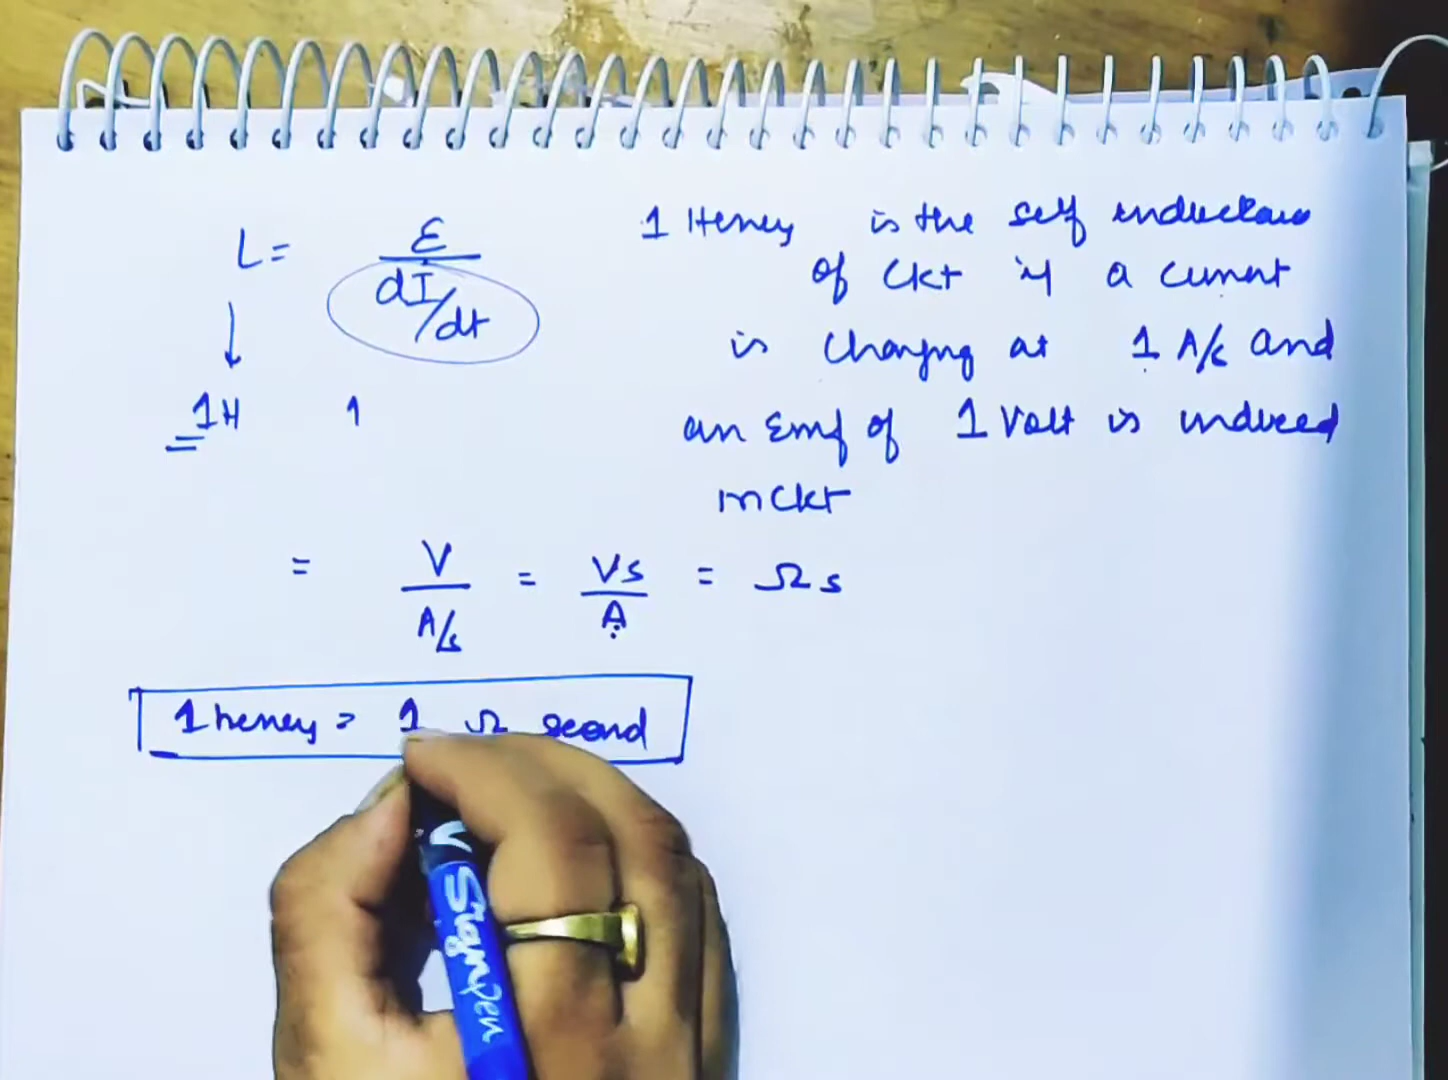 L = ε / dI/dt
1H 1
1 Henry is the self inductance
of ckt if a current
is changing at 1 A/s and
an Emf of 1 Volt is induced
in ckt
= V / A/s = Vs / A = Ω s
1 henry = 1 Ω second
Signpen